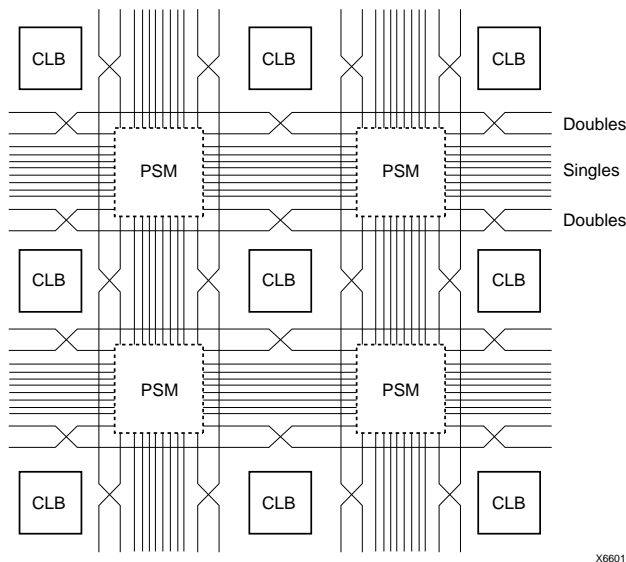 CLB CLB CLB
Doubles
PSM PSM Singles
Doubles
CLB CLB CLB
PSM PSM
CLB CLB CLB
X6601